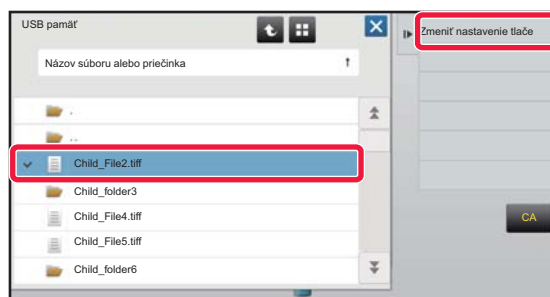 USB pamäť
Zmeniť nastavenie tlače
Názov súboru alebo priečinka
.
..
Child_File2.tiff
Child_folder3
Child_File4.tiff
Child_File5.tiff
Child_folder6
CA